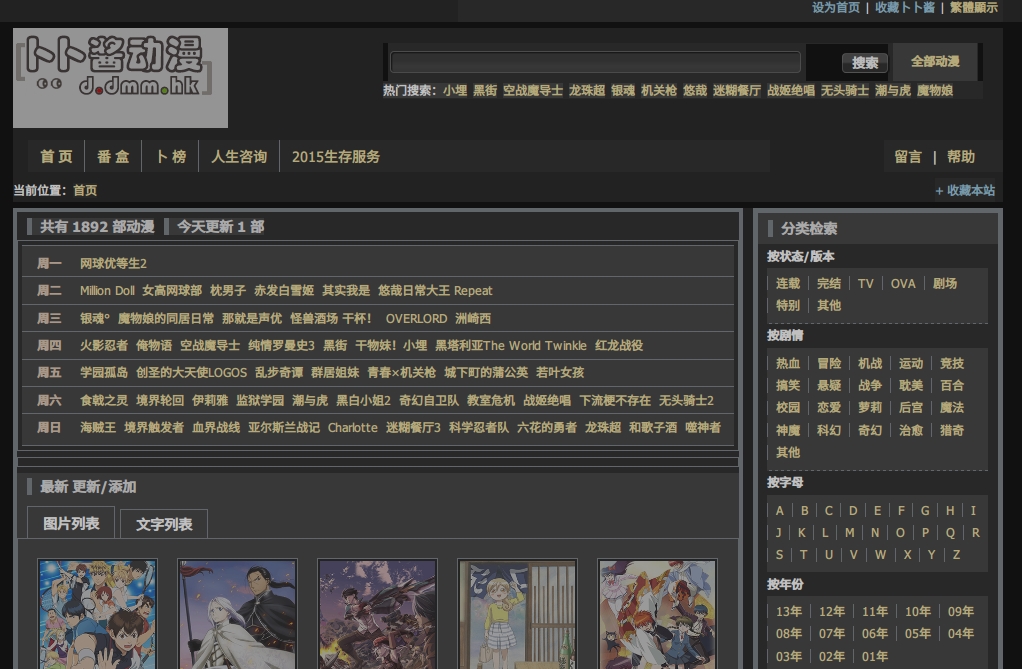 设为首页 | 收藏卜卜酱 | 繁體顯示
卜卜酱动漫
d.dmm.hk
搜索
全部动漫
热门搜索: 小埋 黑街 空战魔导士 龙珠超 银魂 机关枪 悠哉 迷糊餐厅 战姬绝唱 无头骑士 潮与虎 魔物娘
首 页 番 盒 卜 榜 人生咨询 2015生存服务
留言 | 帮助
当前位置：首页
+ 收藏本站
共有 1892 部动漫 今天更新 1 部
周一 网球优等生2
周二 Million Doll 女高网球部 枕男子 赤发白雪姬 其实我是 悠哉日常大王 Repeat
周三 银魂° 魔物娘的同居日常 那就是声优 怪兽酒场 干杯！ OVERLORD 洲崎西
周四 火影忍者 俺物语 空战魔导士 纯情罗曼史3 黑街 干物妹！小埋 黑塔利亚The World Twinkle 红龙战役
周五 学园孤岛 创圣的大天使LOGOS 乱步奇谭 群居姐妹 青春×机关枪 城下町的蒲公英 若叶女孩
周六 食戟之灵 境界轮回 伊莉雅 监狱学园 潮与虎 黑白小姐2 奇幻自卫队 教室危机 战姬绝唱 下流梗不存在 无头骑士2
周日 海贼王 境界触发者 血界战线 亚尔斯兰战记 Charlotte 迷糊餐厅3 科学忍者队 六花的勇者 龙珠超 和歌子酒 噬神者
最新 更新/添加
图片列表 文字列表
分类检索
按状态/版本
连载 完结 TV OVA 剧场
特别 其他
按剧情
热血 冒险 机战 运动 竞技
搞笑 悬疑 战争 耽美 百合
校园 恋爱 萝莉 后宫 魔法
神魔 科幻 奇幻 治愈 猎奇
其他
按字母
A B C D E F G H I
J K L M N O P Q R
S T U V W X Y Z
按年份
13年 12年 11年 10年 09年
08年 07年 06年 05年 04年
03年 02年 01年